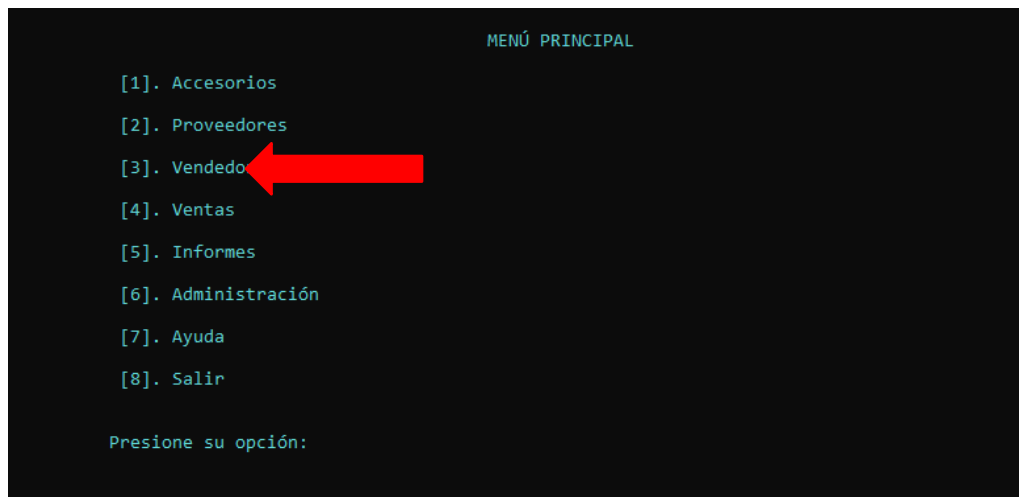 MENÚ PRINCIPAL
[1]. Accesorios
[2]. Proveedores
[3].
[4]. Ventas
[5]. Informes
[6]. Administración
[7]. Ayuda
[8]. Salir
Presione su opción: